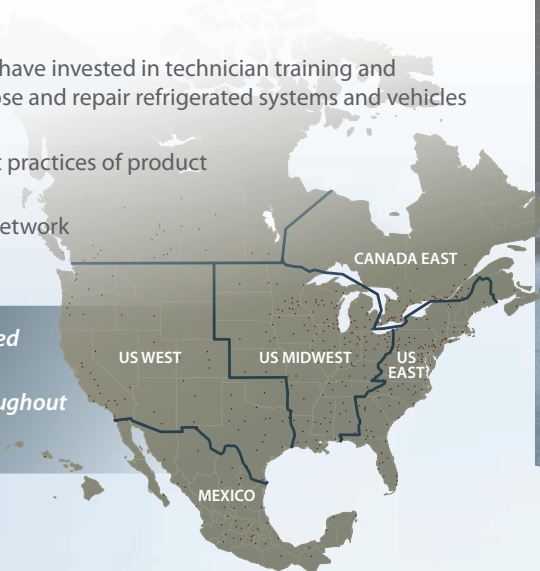 have invested in technician training and
ose and repair refrigerated systems and vehicles
practices of product
etwork
CANADA EAST
ed
US WEST
US MIDWEST
US
EAST
ughout
MEXICO